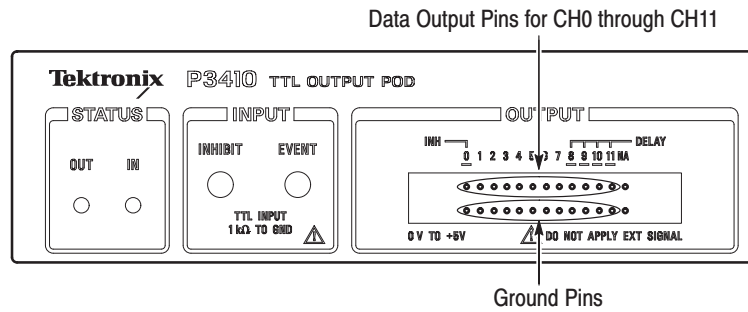 Data Output Pins for CH0 through CH11
Tektronix P3410 TTL OUTPUT POD
STATUS
OUT IN
INPUT
INHIBIT EVENT
TTL INPUT
1 kΩ TO GND
OUTPUT
INH DELAY
0 1 2 3 4 5 6 7 8 9 10 11 NA
0 V TO +5V DO NOT APPLY EXT SIGNAL
Ground Pins